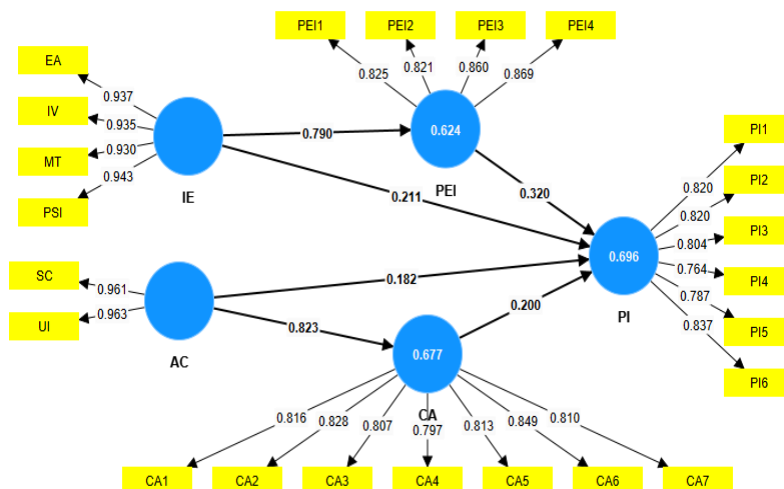 PEI1
PEI2
PEI3
PEI4
EA
IV
MT
PSI
0.825
0.821
0.860
0.869
0.937
0.935
0.930
0.943
IE
0.790
0.624
PEI
0.211
0.320
PI1
PI2
PI3
PI4
PI5
PI6
0.820
0.820
0.804
0.764
0.787
0.837
0.696
PI
SC
UI
0.961
0.963
AC
0.182
0.823
0.200
0.677
CA
0.816
0.828
0.807
0.797
0.813
0.849
0.810
CA1
CA2
CA3
CA4
CA5
CA6
CA7